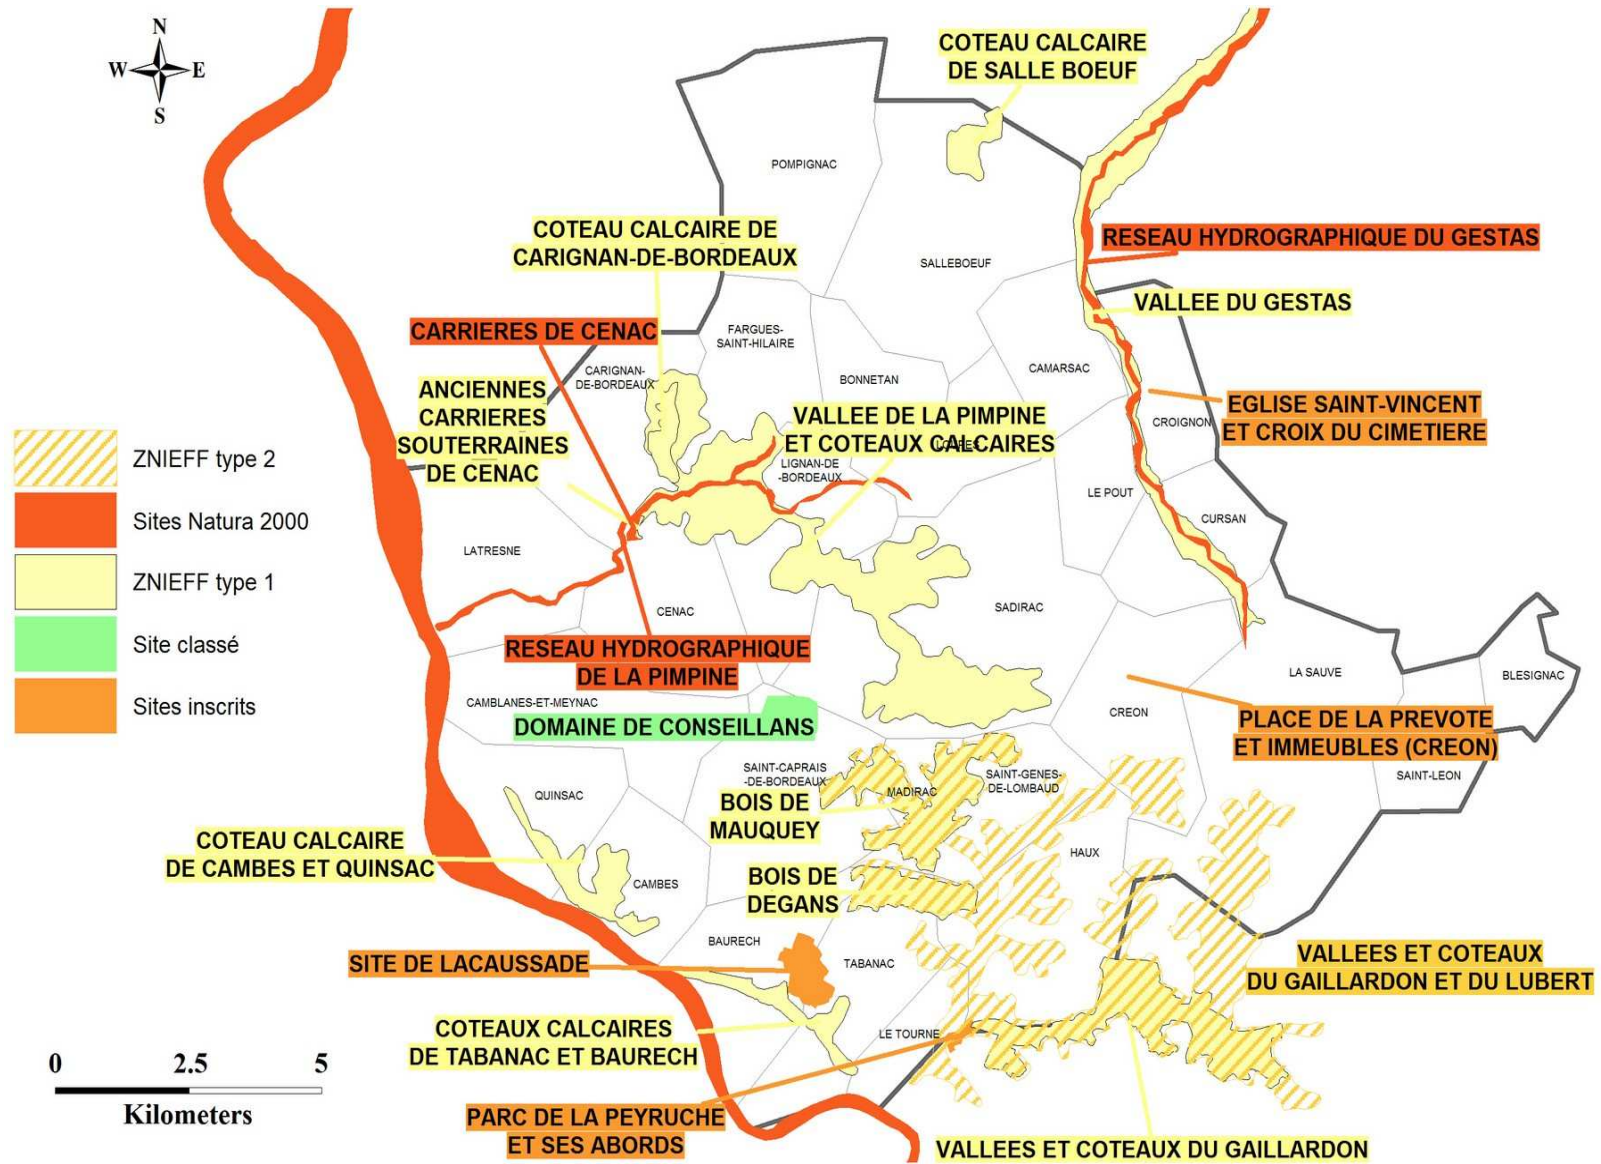 N
W
E
S
COTEAU CALCAIRE
DE SALLE BOEUF
POMPIGNAC
COTEAU CALCAIRE DE
CARIGNAN-DE-BORDEAUX
RESEAU HYDROGRAPHIQUE DU GESTAS
SALLEBOEUF
VALLEE DU GESTAS
CARRIERES DE CENAC
FARGUES-
SAINT-HILAIRE
CARIGNAN-
DE-BORDEAUX
BONNETAN
CAMARSAC
ANCIENNES
CARRIERES
SOUTERRAINES
DE CENAC
VALLEE DE LA PIMPINE
ET COTEAUX CALCAIRES
EGLISE SAINT-VINCENT
ET CROIX DU CIMETIERE
CROIGNON
LIGNAN-DE
-BORDEAUX
LE POUT
CURSAN
ZNIEFF type 2
Sites Natura 2000
ZNIEFF type 1
Site classé
Sites inscrits
LATRESNE
CENAC
SADIRAC
RESEAU HYDROGRAPHIQUE
DE LA PIMPINE
LA SAUVE
BLESIGNAC
CAMBLANES-ET-MEYNAC
DOMAINE DE CONSEILLANS
CREON
PLACE DE LA PREVOTE
ET IMMEUBLES (CREON)
SAINT-LEON
SAINT-CAPRAIS
-DE-BORDEAUX
MADIRAC
SAINT-GENES-
DE-LOMBAUD
QUINSAC
BOIS DE
MAUQUEY
COTEAU CALCAIRE
DE CAMBES ET QUINSAC
HAUX
CAMBES
BOIS DE
DEGANS
BAURECH
TABANAC
SITE DE LACAUSSADE
VALLEES ET COTEAUX
DU GAILLARDON ET DU LUBERT
COTEAUX CALCAIRES
DE TABANAC ET BAURECH
LE TOURNE
0 2.5 5
Kilometers
PARC DE LA PEYRUCHE
ET SES ABORDS
VALLEES ET COTEAUX DU GAILLARDON